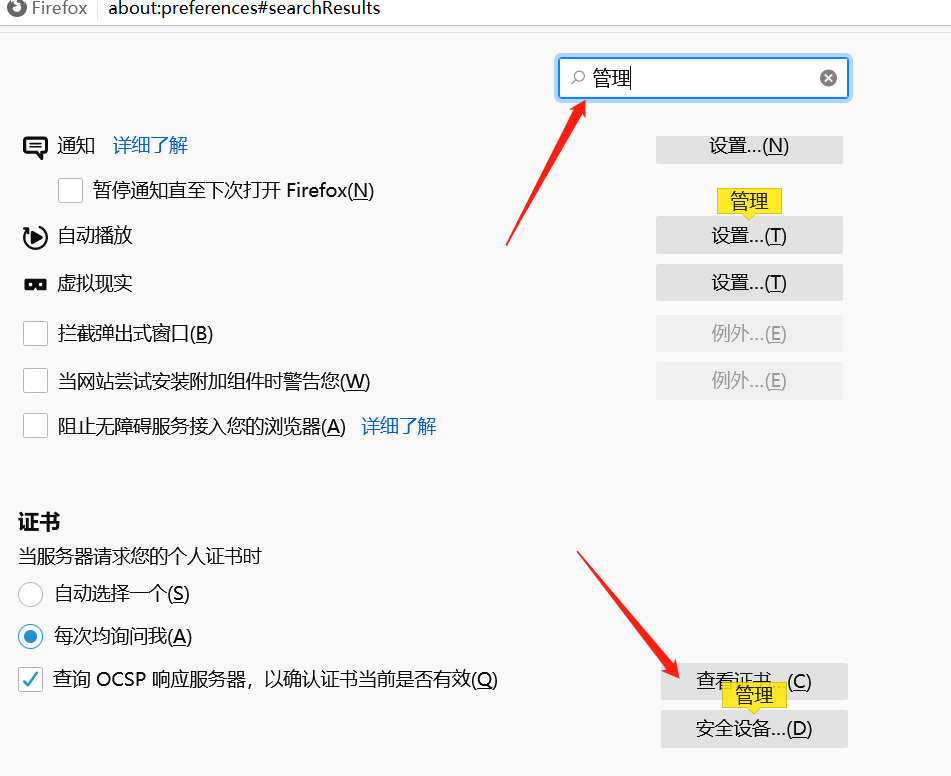 Firefox about:preferences#searchResults
管理
通知 详细了解 设置...(N)
暂停通知直至下次打开 Firefox(N)
管理
自动播放 设置...(T)
虚拟现实 设置...(T)
拦截弹出式窗口(B) 例外...(E)
当网站尝试安装附加组件时警告您(W) 例外...(E)
阻止无障碍服务接入您的浏览器(A) 详细了解
证书
当服务器请求您的个人证书时
自动选择一个(S)
每次均询问我(A)
查询 OCSP 响应服务器，以确认证书当前是否有效(Q) 查看证书...(C)
管理
安全设备...(D)